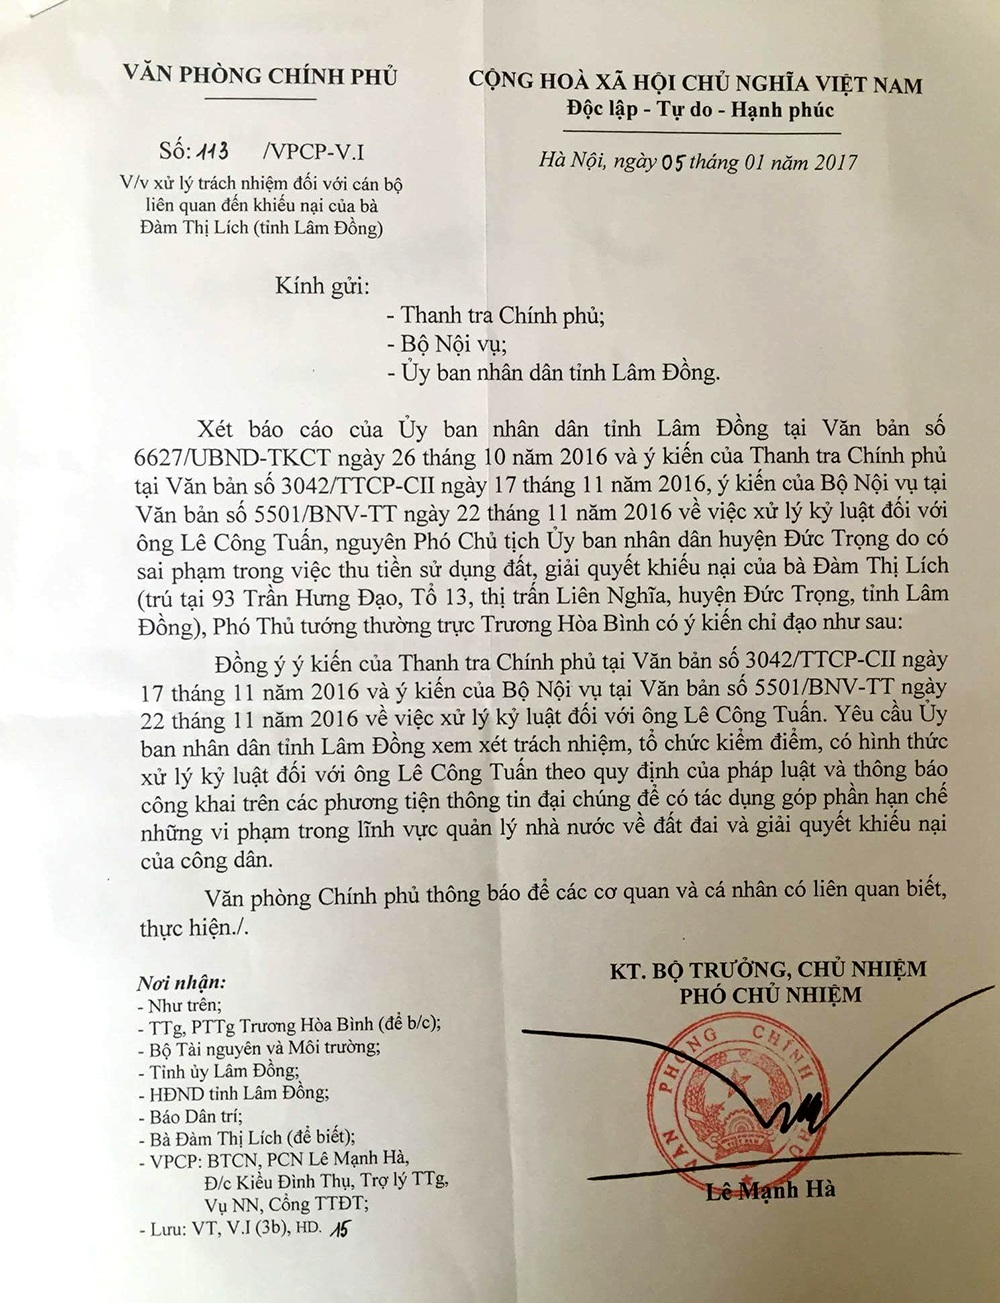 VĂN PHÒNG CHÍNH PHỦ
CỘNG HOÀ XÃ HỘI CHỦ NGHĨA VIỆT NAM
Độc lập - Tự do - Hạnh phúc
Số: 113 /VPCP-V.I
Hà Nội, ngày 05 tháng 01 năm 2017
V/v xử lý trách nhiệm đối với cán bộ
liên quan đến khiếu nại của bà
Đàm Thị Lích (tỉnh Lâm Đồng)
Kính gửi:
- Thanh tra Chính phủ;
- Bộ Nội vụ;
- Ủy ban nhân dân tỉnh Lâm Đồng.
Xét báo cáo của Ủy ban nhân dân tỉnh Lâm Đồng tại Văn bản số
6627/UBND-TKCT ngày 26 tháng 10 năm 2016 và ý kiến của Thanh tra Chính phủ
tại Văn bản số 3042/TTCP-CII ngày 17 tháng 11 năm 2016, ý kiến của Bộ Nội vụ tại
Văn bản số 5501/BNV-TT ngày 22 tháng 11 năm 2016 về việc xử lý kỷ luật đối với
ông Lê Công Tuấn, nguyên Phó Chủ tịch Ủy ban nhân dân huyện Đức Trọng do có
sai phạm trong việc thu tiền sử dụng đất, giải quyết khiếu nại của bà Đàm Thị Lích
(trú tại 93 Trần Hưng Đạo, Tổ 13, thị trấn Liên Nghĩa, huyện Đức Trọng, tỉnh Lâm
Đồng), Phó Thủ tướng thường trực Trương Hòa Bình có ý kiến chỉ đạo như sau:
Đồng ý ý kiến của Thanh tra Chính phủ tại Văn bản số 3042/TTCP-CII ngày
17 tháng 11 năm 2016 và ý kiến của Bộ Nội vụ tại Văn bản số 5501/BNV-TT ngày
22 tháng 11 năm 2016 về việc xử lý kỷ luật đối với ông Lê Công Tuấn. Yêu cầu Ủy
ban nhân dân tỉnh Lâm Đồng xem xét trách nhiệm, tổ chức kiểm điểm, có hình thức
xử lý kỷ luật đối với ông Lê Công Tuấn theo quy định của pháp luật và thông báo
công khai trên các phương tiện thông tin đại chúng để có tác dụng góp phần hạn chế
những vi phạm trong lĩnh vực quản lý nhà nước về đất đai và giải quyết khiếu nại
của công dân.
Văn phòng Chính phủ thông báo để các cơ quan và cá nhân có liên quan biết,
thực hiện./.
Nơi nhận:
- Như trên;
- TTg, PTTg Trương Hòa Bình (để b/c);
- Bộ Tài nguyên và Môi trường;
- Tỉnh ủy Lâm Đồng;
- HĐND tỉnh Lâm Đồng;
- Báo Dân trí;
- Bà Đàm Thị Lích (để biết);
- VPCP: BTCN, PCN Lê Mạnh Hà,
Đ/c Kiều Đình Thụ, Trợ lý TTg,
Vụ NN, Cổng TTĐT;
- Lưu: VT, V.I (3b), HD. 15
KT. BỘ TRƯỞNG, CHỦ NHIỆM
PHÓ CHỦ NHIỆM
VĂN PHÒNG CHÍNH PHỦ
Lê Mạnh Hà